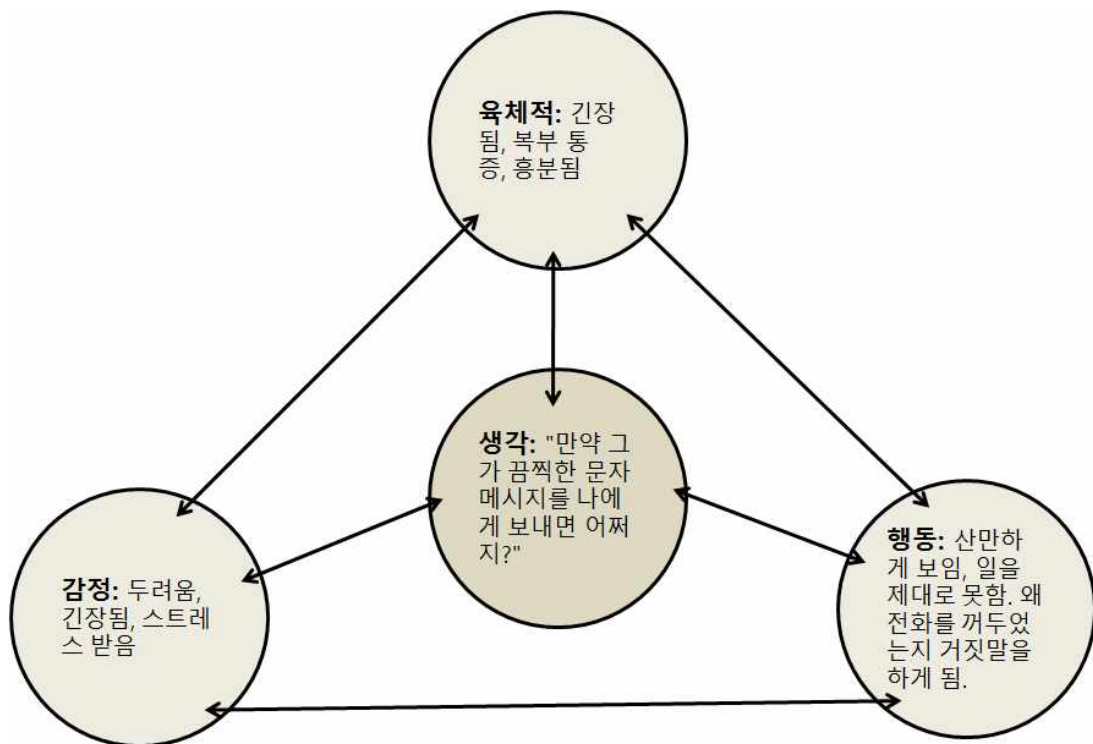 육체적: 긴장
됨, 복부 통
증, 흥분됨
생각: "만약 그
가 끔찍한 문자
메시지를 나에
게 보내면 어쩌
지?"
감정: 두려움,
긴장됨, 스트레
스 받음
행동: 산만하
게 보임, 일을
제대로 못함. 왜
전화를 꺼두었
는지 거짓말을
하게 됨.